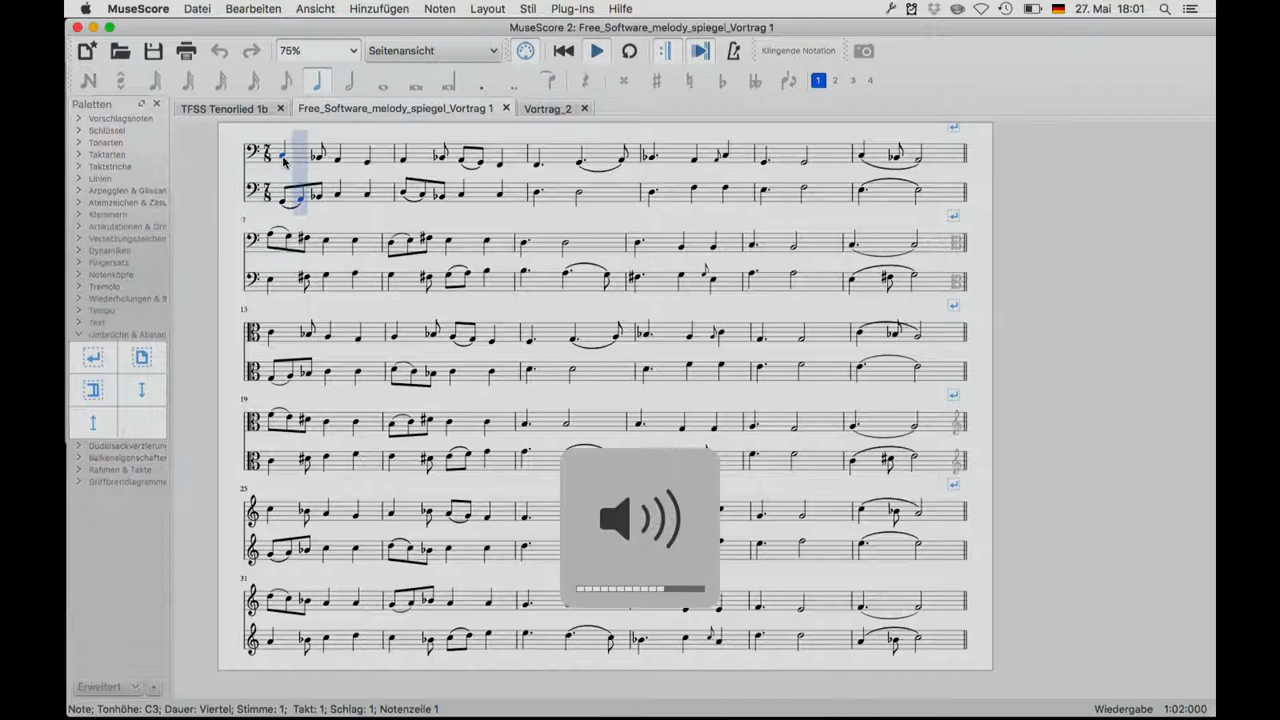 MuseScore Datei Bearbeiten Ansicht Hinzufügen Noten Layout Stil Plug-Ins Hilfe 27. Mai 18:01
MuseScore 2: Free_Software_melody_spiegel_Vortrag 1
75% Seitenansicht Klingende Notation
1 2 3 4
Paletten
TFSS Tenorlied 1b Free_Software_melody_spiegel_Vortrag 1 Vortrag_2
Vorschlagsnoten
Schlüssel
Tonarten
Taktarten
Taktstriche
Linien
Arpeggien & Glissan
Atemzeichen & Zäsu
Klammern
Artikulationen & Orn
Versetzungszeichen
Dynamiken
Fingersatz
Notenköpfe
Tremolo
Wiederholungen & S
Tempo
Text
Umbrüche & Abstän
Dudelsackverzierung
Balkeneigenschafte
Rahmen & Takte
Griffbrettdiagramme
7
13
19
25
31
Erweitert +
Note; Tonhöhe: C3; Dauer: Viertel; Stimme: 1; Takt: 1; Schlag: 1; Notenzeile 1 Wiedergabe 1:02:000